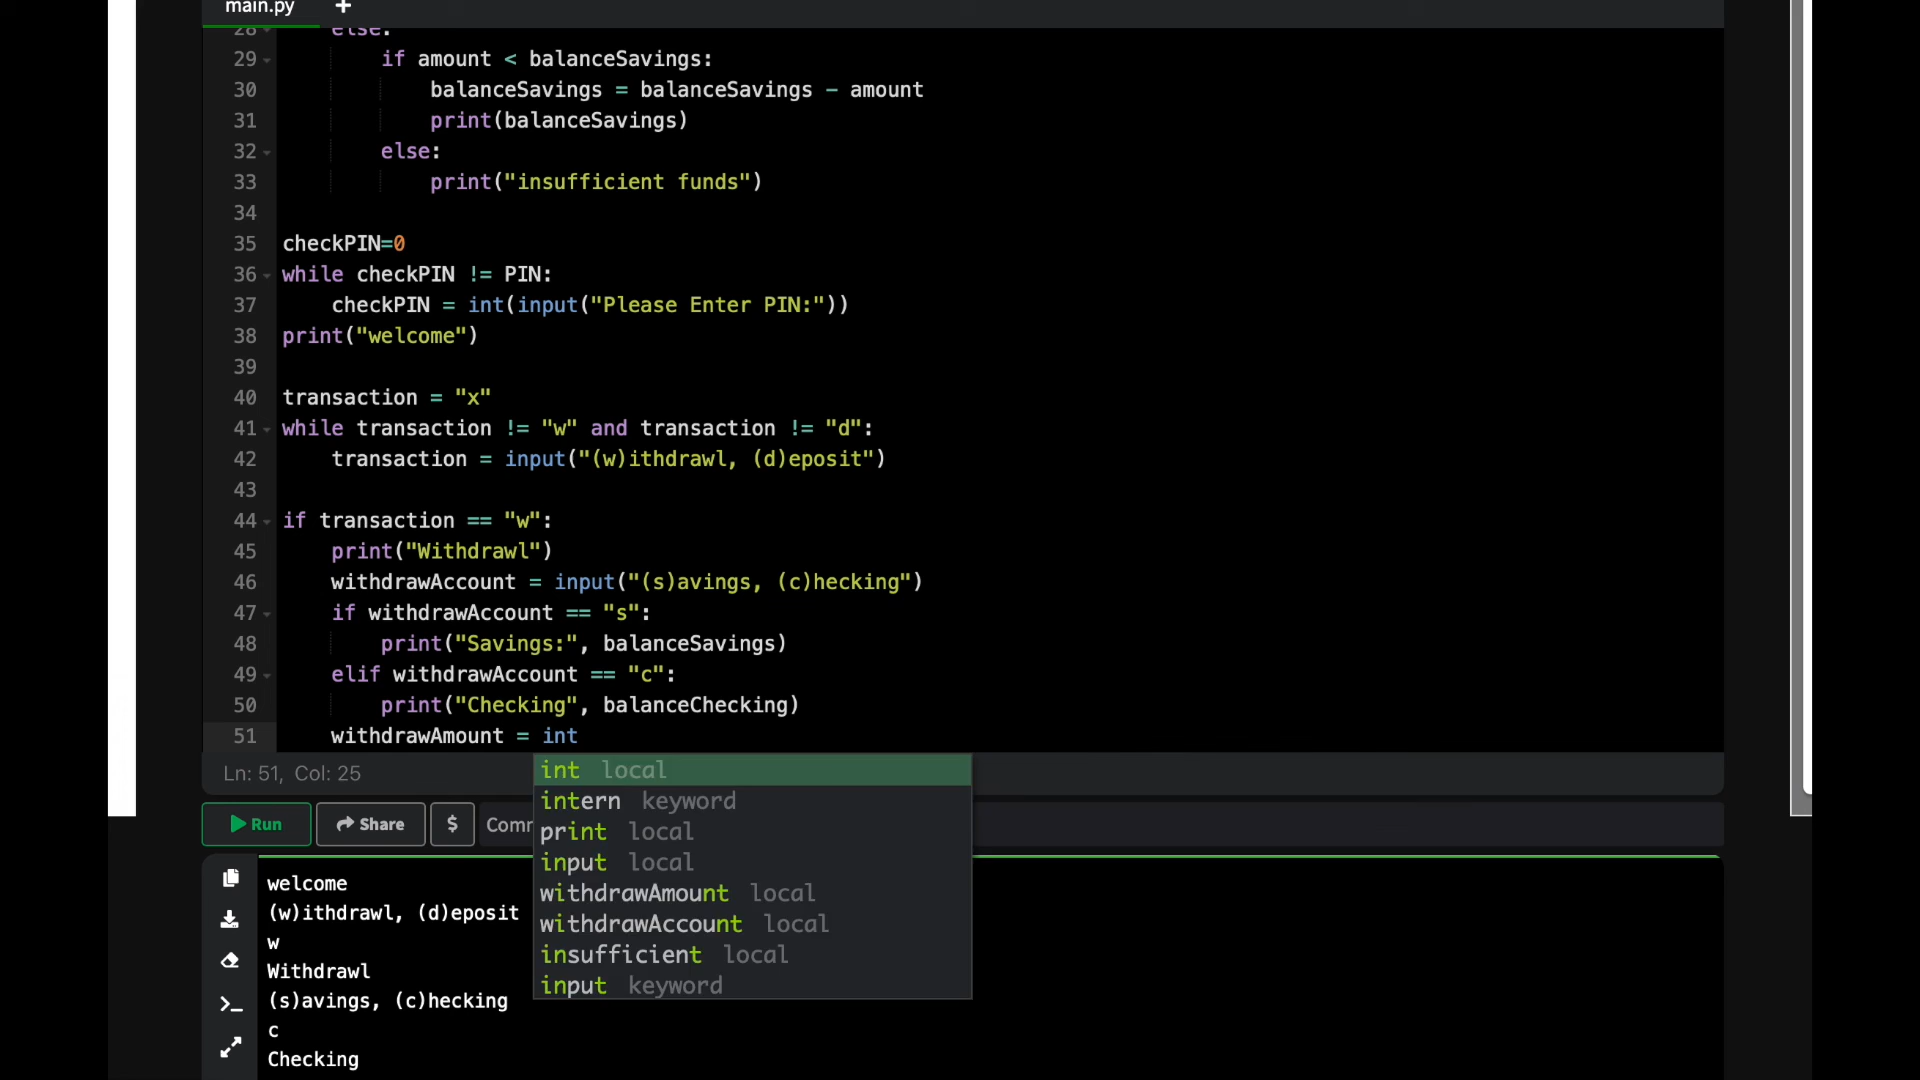 main.py +
28 else:
29 if amount < balanceSavings:
30 balanceSavings = balanceSavings - amount
31 print(balanceSavings)
32 else:
33 print("insufficient funds")
34
35 checkPIN=0
36 while checkPIN != PIN:
37 checkPIN = int(input("Please Enter PIN:"))
38 print("welcome")
39
40 transaction = "x"
41 while transaction != "w" and transaction != "d":
42 transaction = input("(w)ithdrawl, (d)eposit")
43
44 if transaction == "w":
45 print("Withdrawl")
46 withdrawAccount = input("(s)avings, (c)hecking")
47 if withdrawAccount == "s":
48 print("Savings:", balanceSavings)
49 elif withdrawAccount == "c":
50 print("Checking", balanceChecking)
51 withdrawAmount = int
Ln: 51, Col: 25
int local
intern keyword
print local
input local
withdrawAmount local
withdrawAccount local
insufficient local
input keyword
Run Share $
welcome
(w)ithdrawl, (d)eposit
w
Withdrawl
(s)avings, (c)hecking
c
Checking